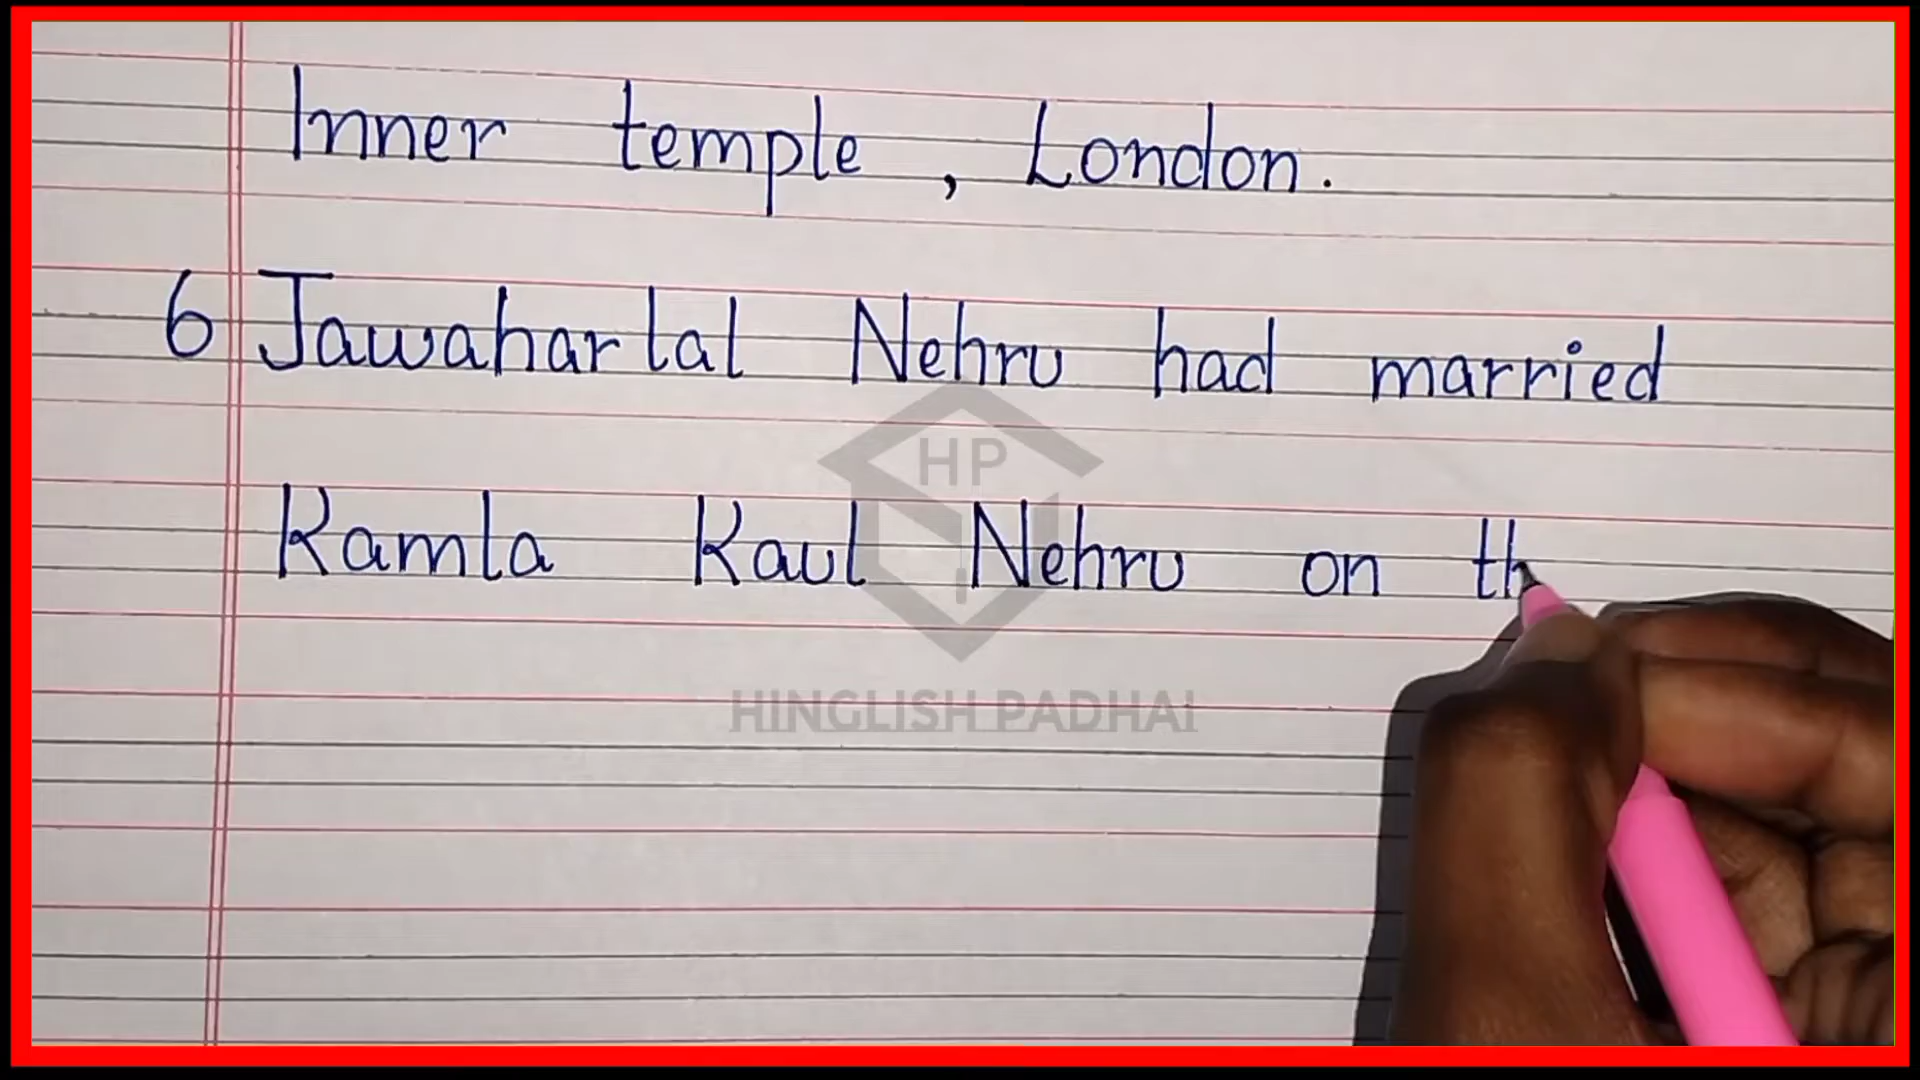 Inner temple , London.
6 Jawaharlal Nehru had married
HP
Kamla Kaul Nehru on th
HINGLISH PADHAI